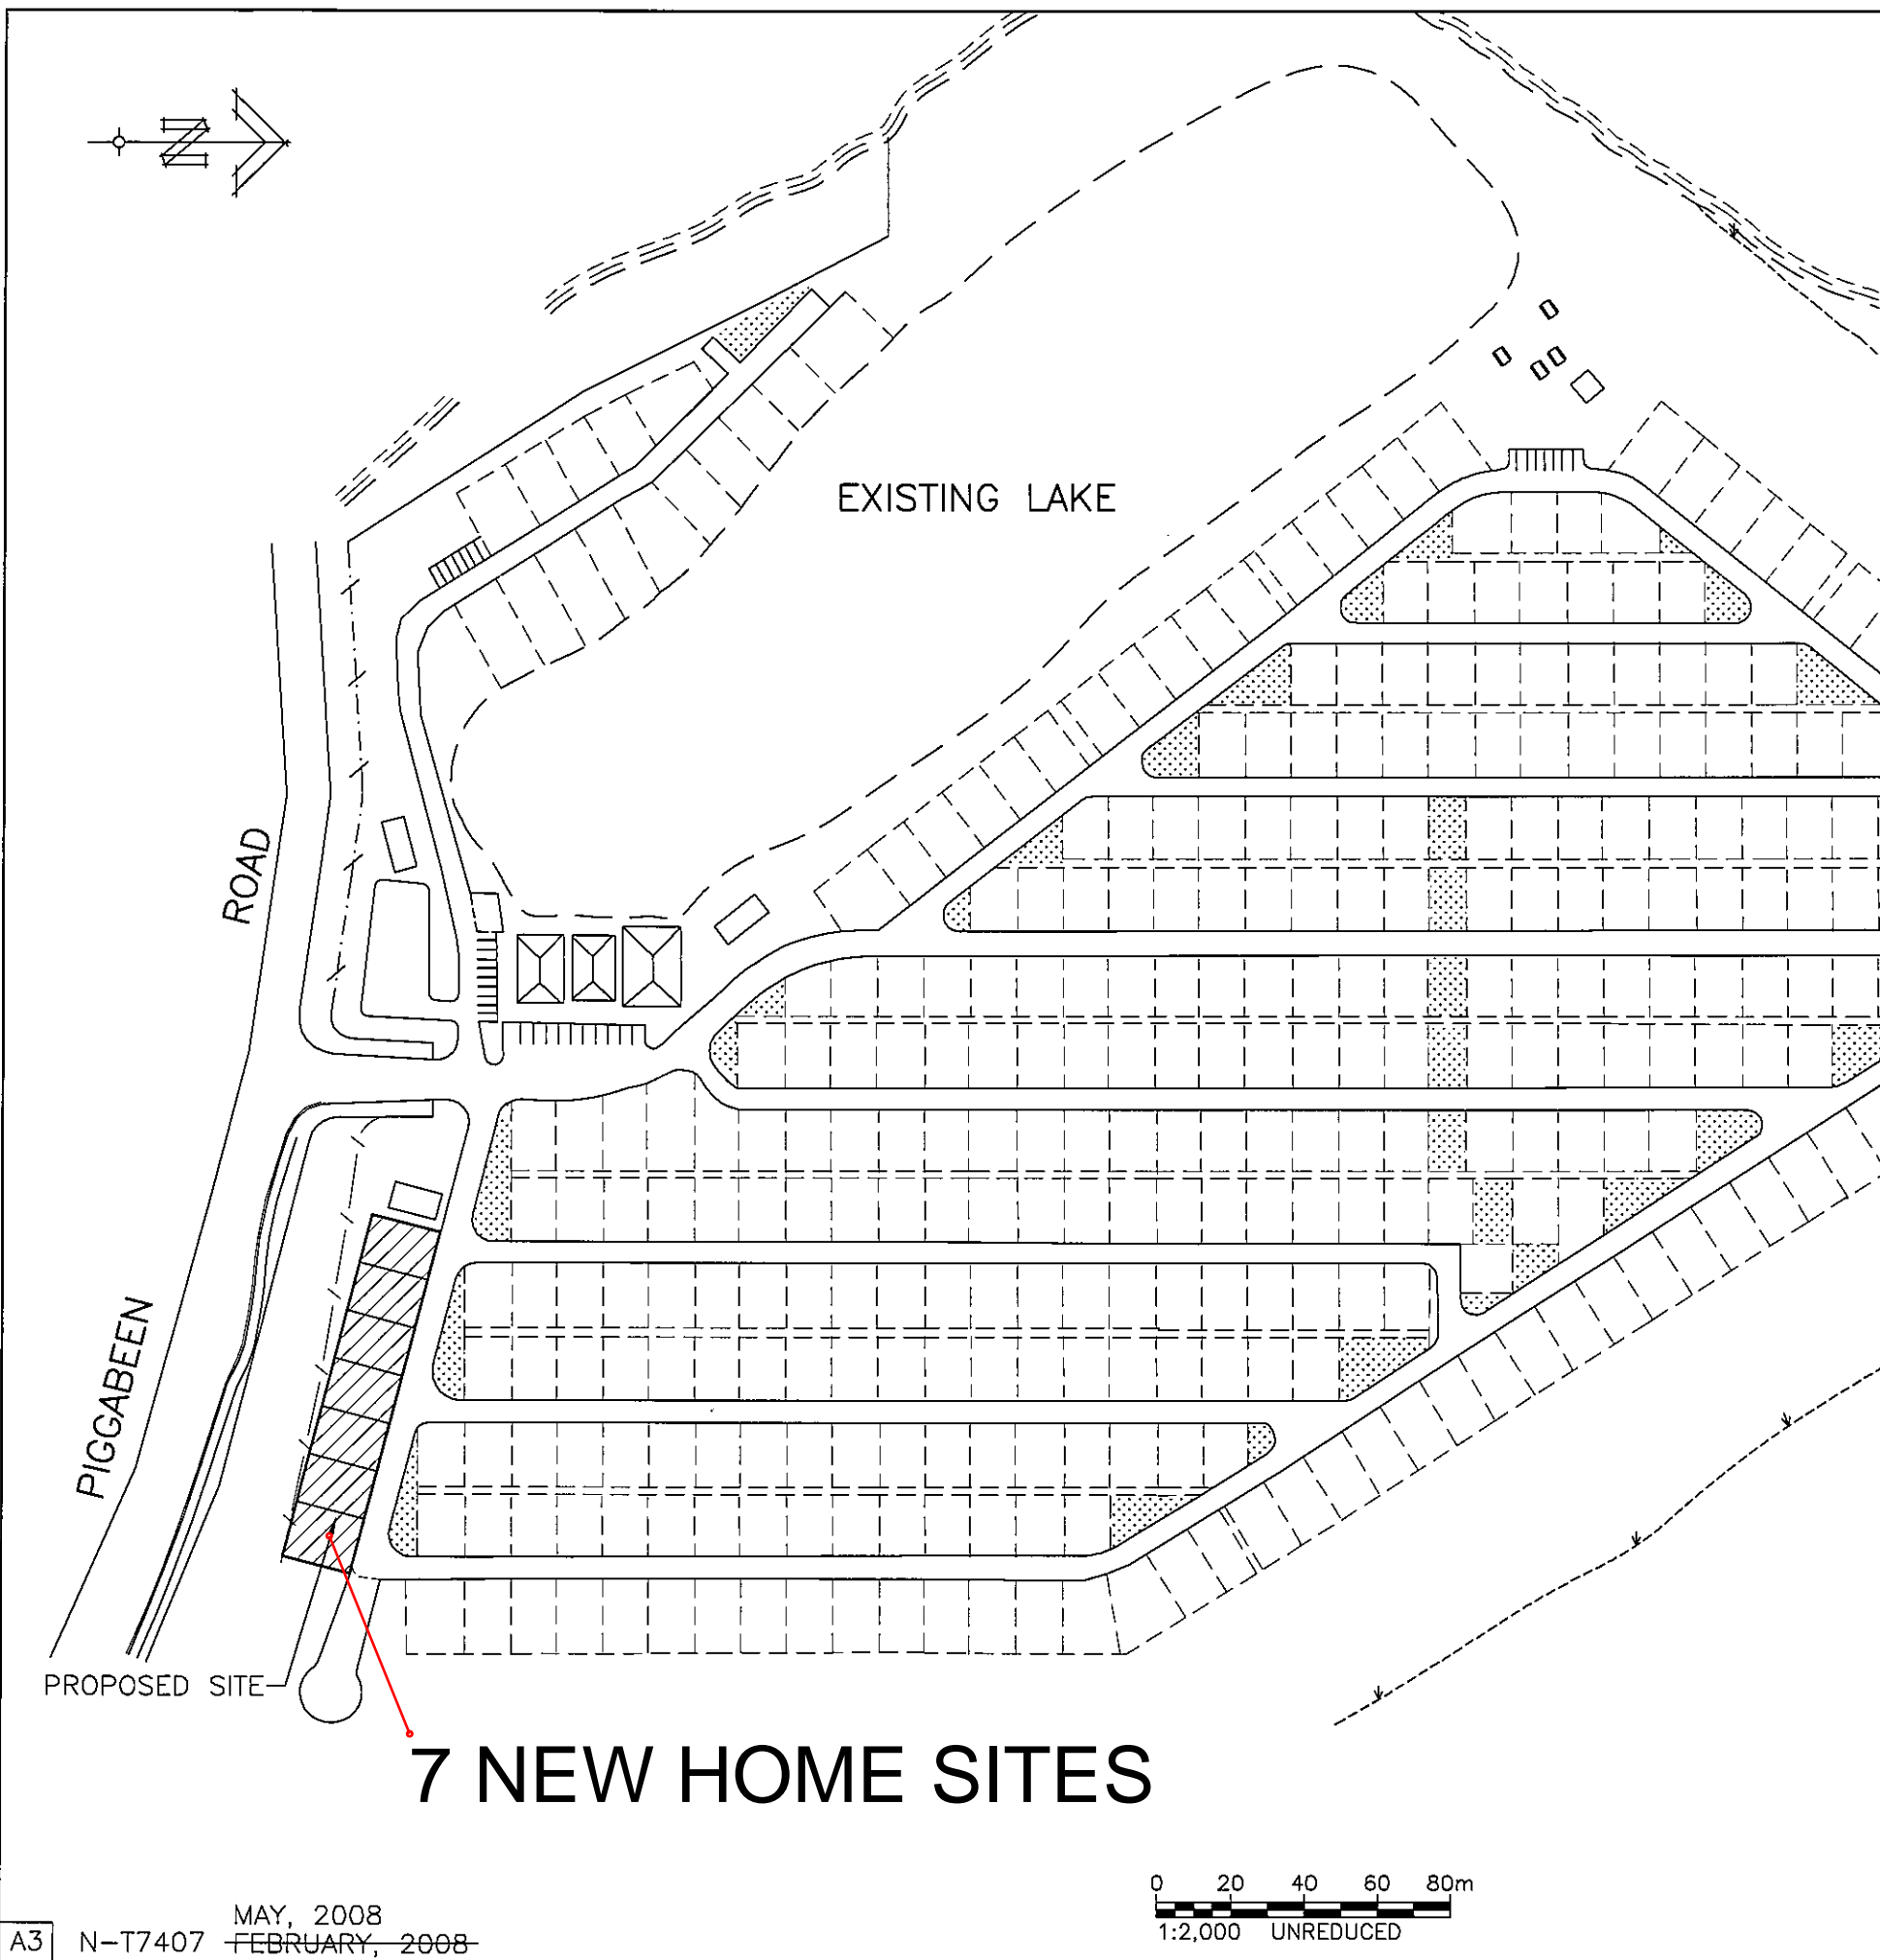 N
EXISTING LAKE
ROAD
PIGGABEEN
PROPOSED SITE
7 NEW HOME SITES
0 20 40 60 80m
1:2,000 UNREDUCED
MAY, 2008
A3 N-T7407 FEBRUARY, 2008